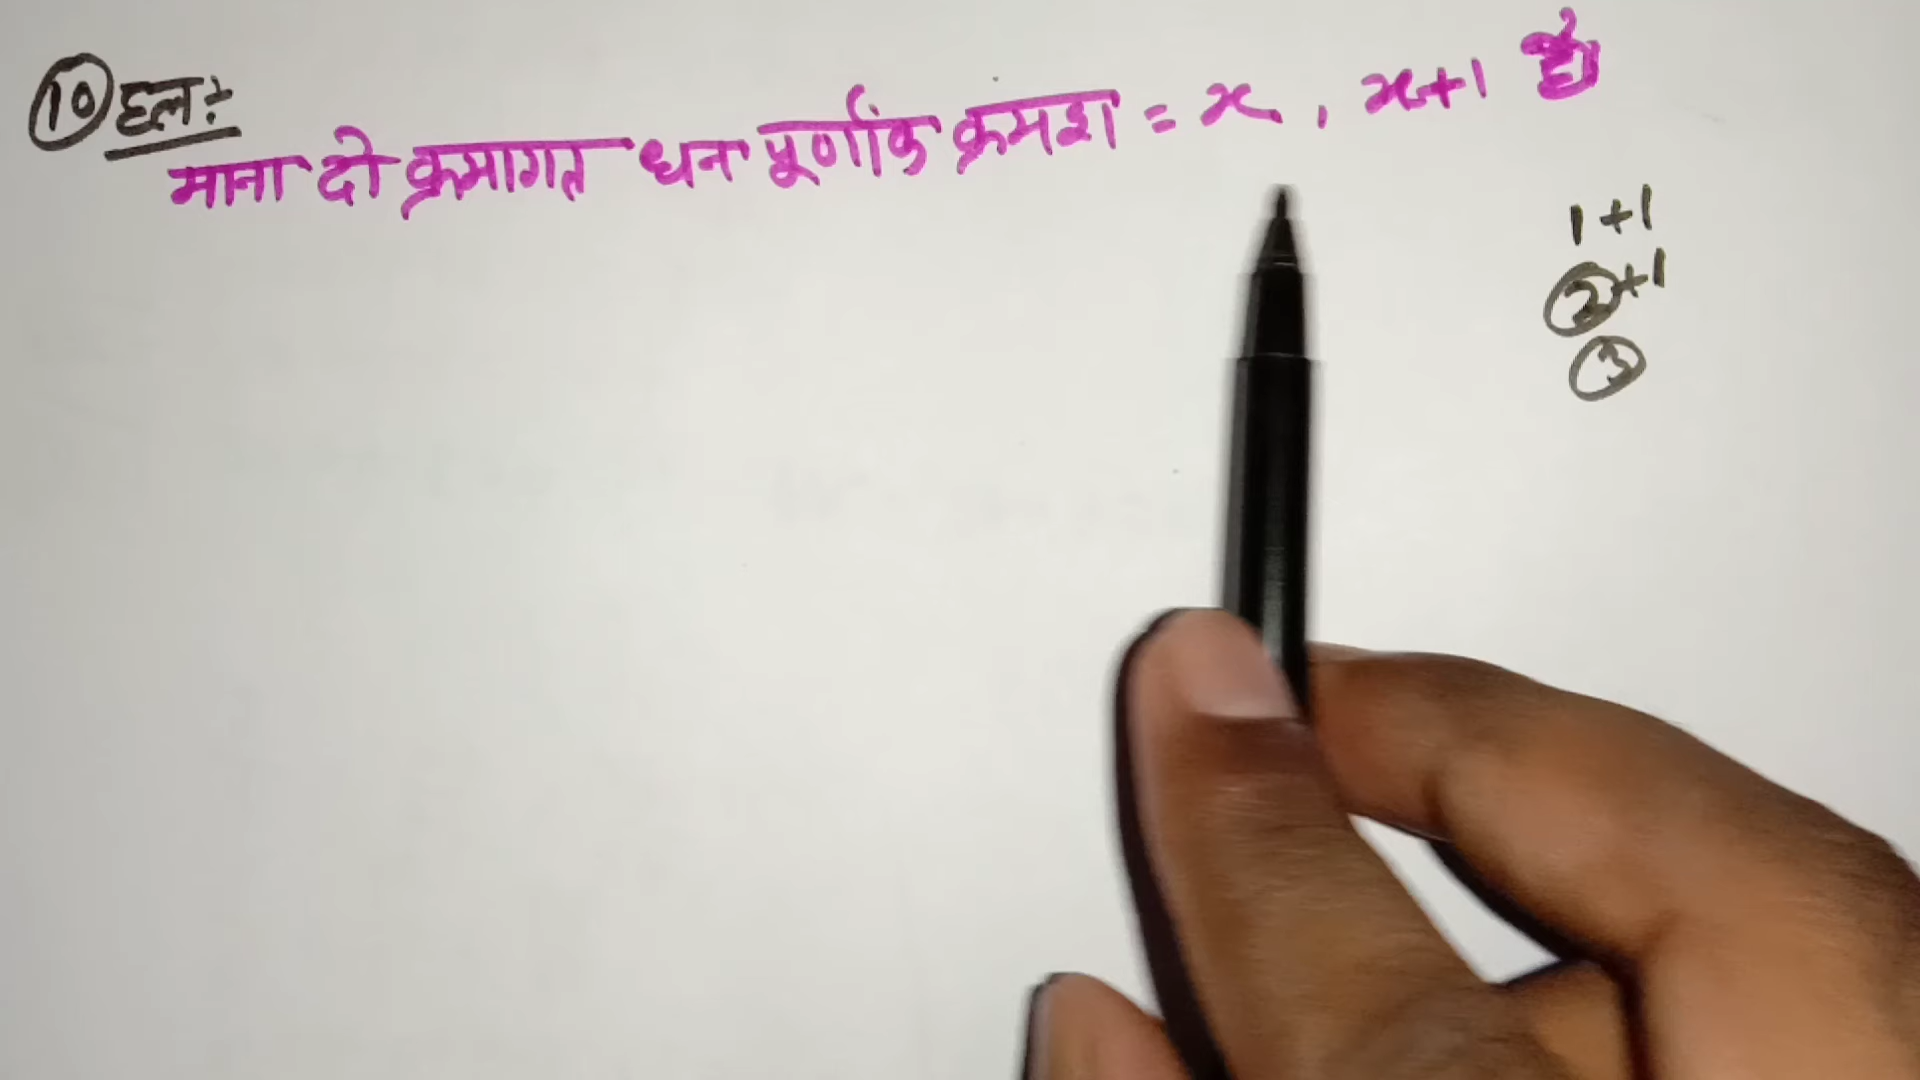 10 हल:-
माना दो क्रमागत धन पूर्णांक क्रमश = x, x+1 है।
1+1
2+1
3